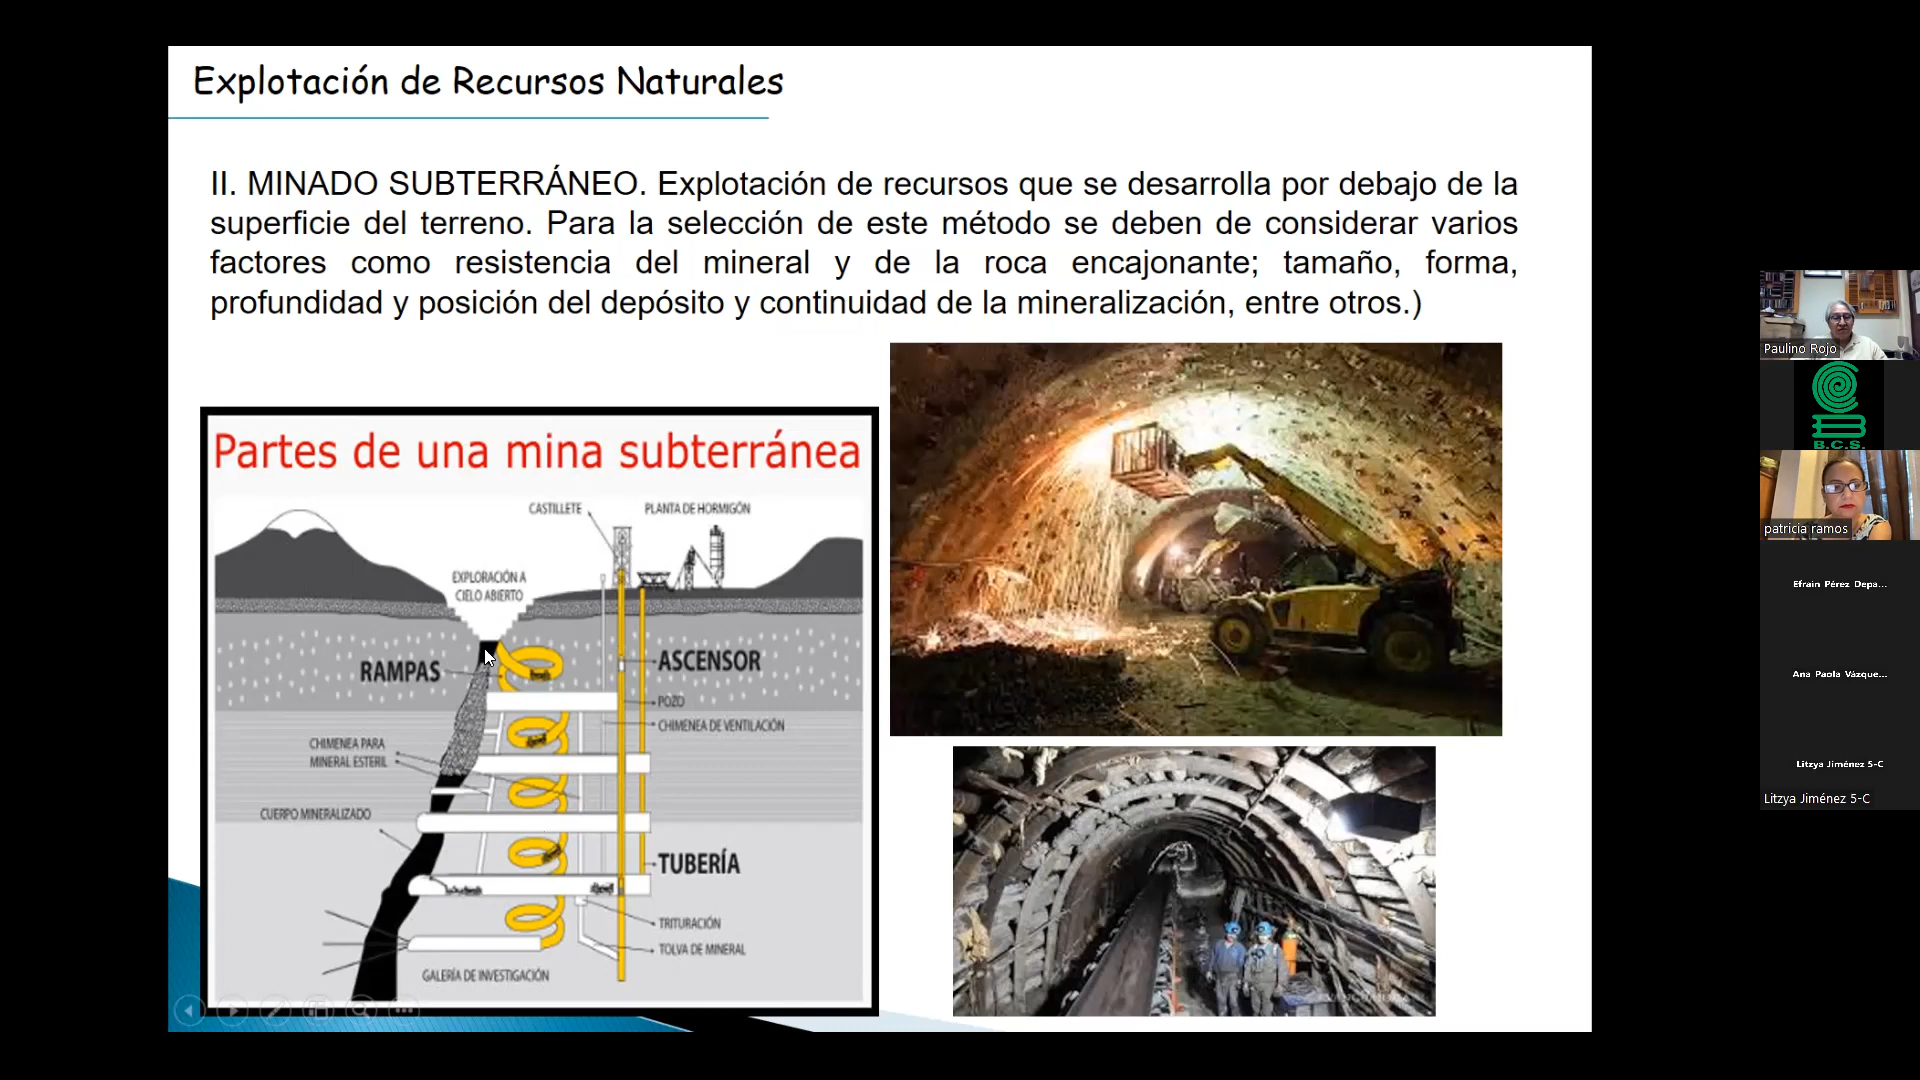 Explotación de Recursos Naturales
II. MINADO SUBTERRÁNEO. Explotación de recursos que se desarrolla por debajo de la
superficie del terreno. Para la selección de este método se deben de considerar varios
factores como resistencia del mineral y de la roca encajonante; tamaño, forma,
profundidad y posición del depósito y continuidad de la mineralización, entre otros.)
Partes de una mina subterránea
CASTILLETE
PLANTA DE HORMIGÓN
EXPLORACIÓN A
CIELO ABIERTO
RAMPAS
ASCENSOR
POZO
CHIMENEA DE VENTILACIÓN
CHIMENEA PARA
MINERAL ESTERIL
CUERPO MINERALIZADO
TUBERÍA
TRITURACIÓN
TOLVA DE MINERAL
GALERÍA DE INVESTIGACIÓN
Paulino Rojo
B.C.S.
patricia ramos
Efrain Pérez Depa...
Ana Paola Vázque...
Litzya Jiménez 5-C
Litzya Jiménez 5-C